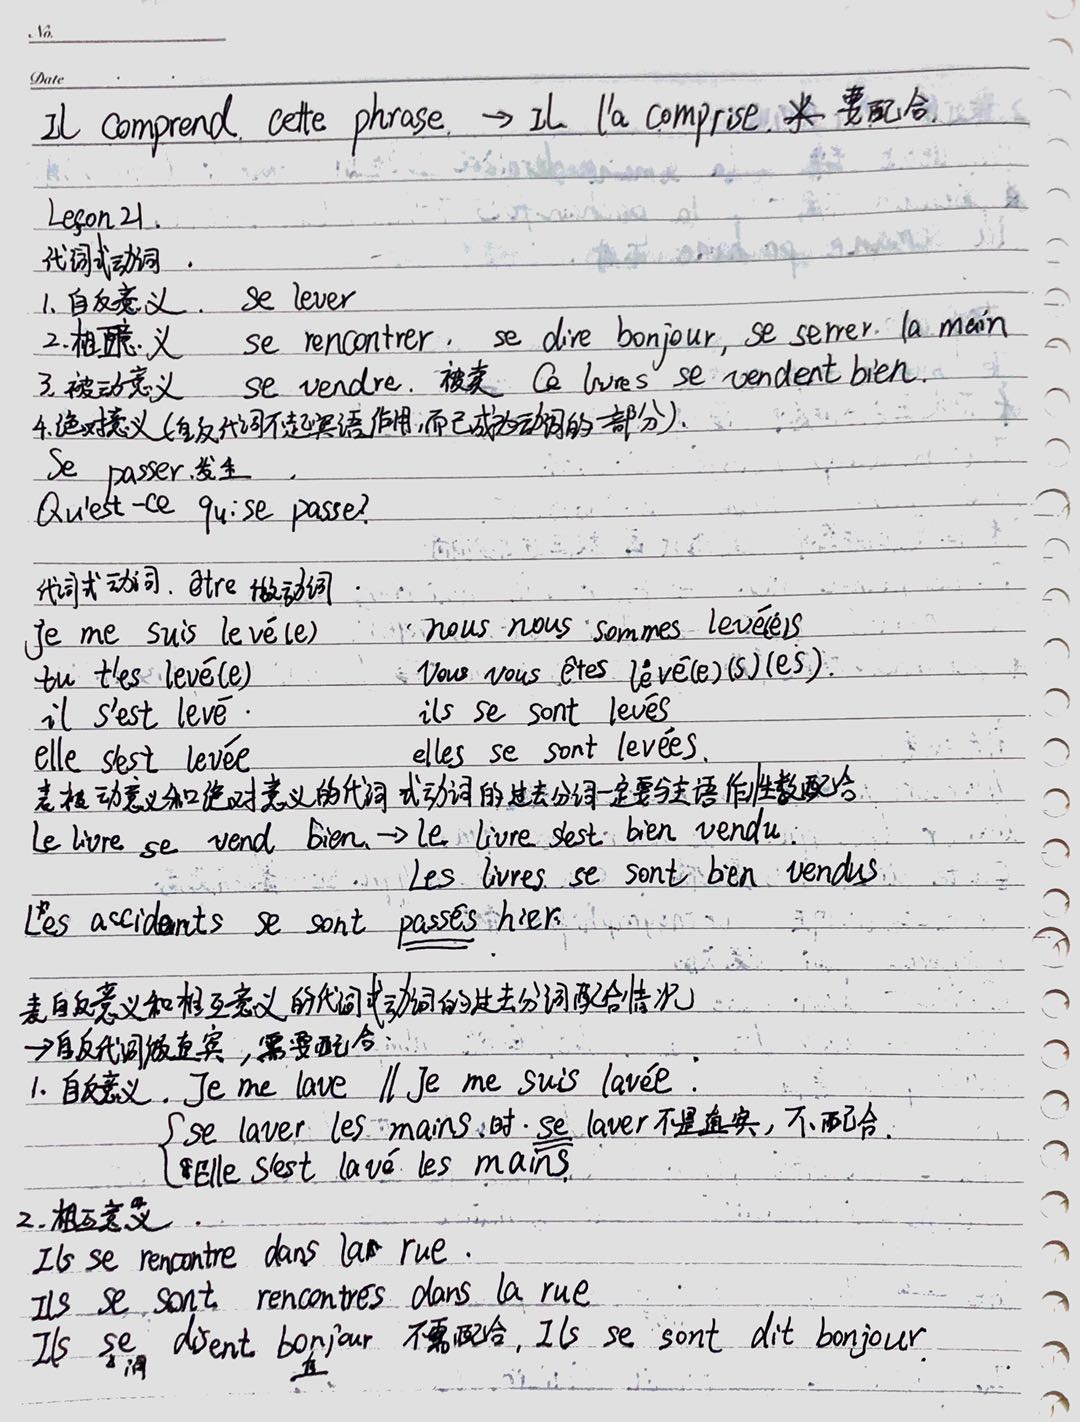 No.
Date
Il comprend cette phrase. → Il l'a comprise. ※ 要配合.
Leçon 21.
代词式动词.
1. 自反意义. se lever
2. 相互意义 se rencontrer. se dire bonjour, se serrer la main
3. 被动意义 se vendre. 被卖 Ce livres se vendent bien.
4. 绝对意义(自反代词不起宾语作用,而已成为动词的一部分).
Se passer 发生.
Qu'est-ce qui se passe?
代词式动词. être 做动词.
Je me suis levé(e) nous nous sommes levé(e)s
tu t'es levé(e) Vous vous êtes levé(e)(s)(es).
il s'est levé. ils se sont levés
elle s'est levée elles se sont levées.
表被动意义和绝对意义的代词式动词的过去分词一定要与主语作性数配合
Le livre se vend bien. → Le livre s'est bien vendu.
Les livres se sont bien vendus
Les accidents se sont passés hier.
表自反意义和相互意义的代词式动词的过去分词配合情况
→自反代词做直宾,需要配合.
1. 自反意义. Je me lave // Je me suis lavée.
se laver les mains 时. se laver 不是直宾, 不配合.
Elle s'est lavé les mains.
2. 相互意义.
Ils se rencontre dans la rue.
Ils se sont rencontrés dans la rue
Ils se disent bonjour 不需配合, Ils se sont dit bonjour.
间 直